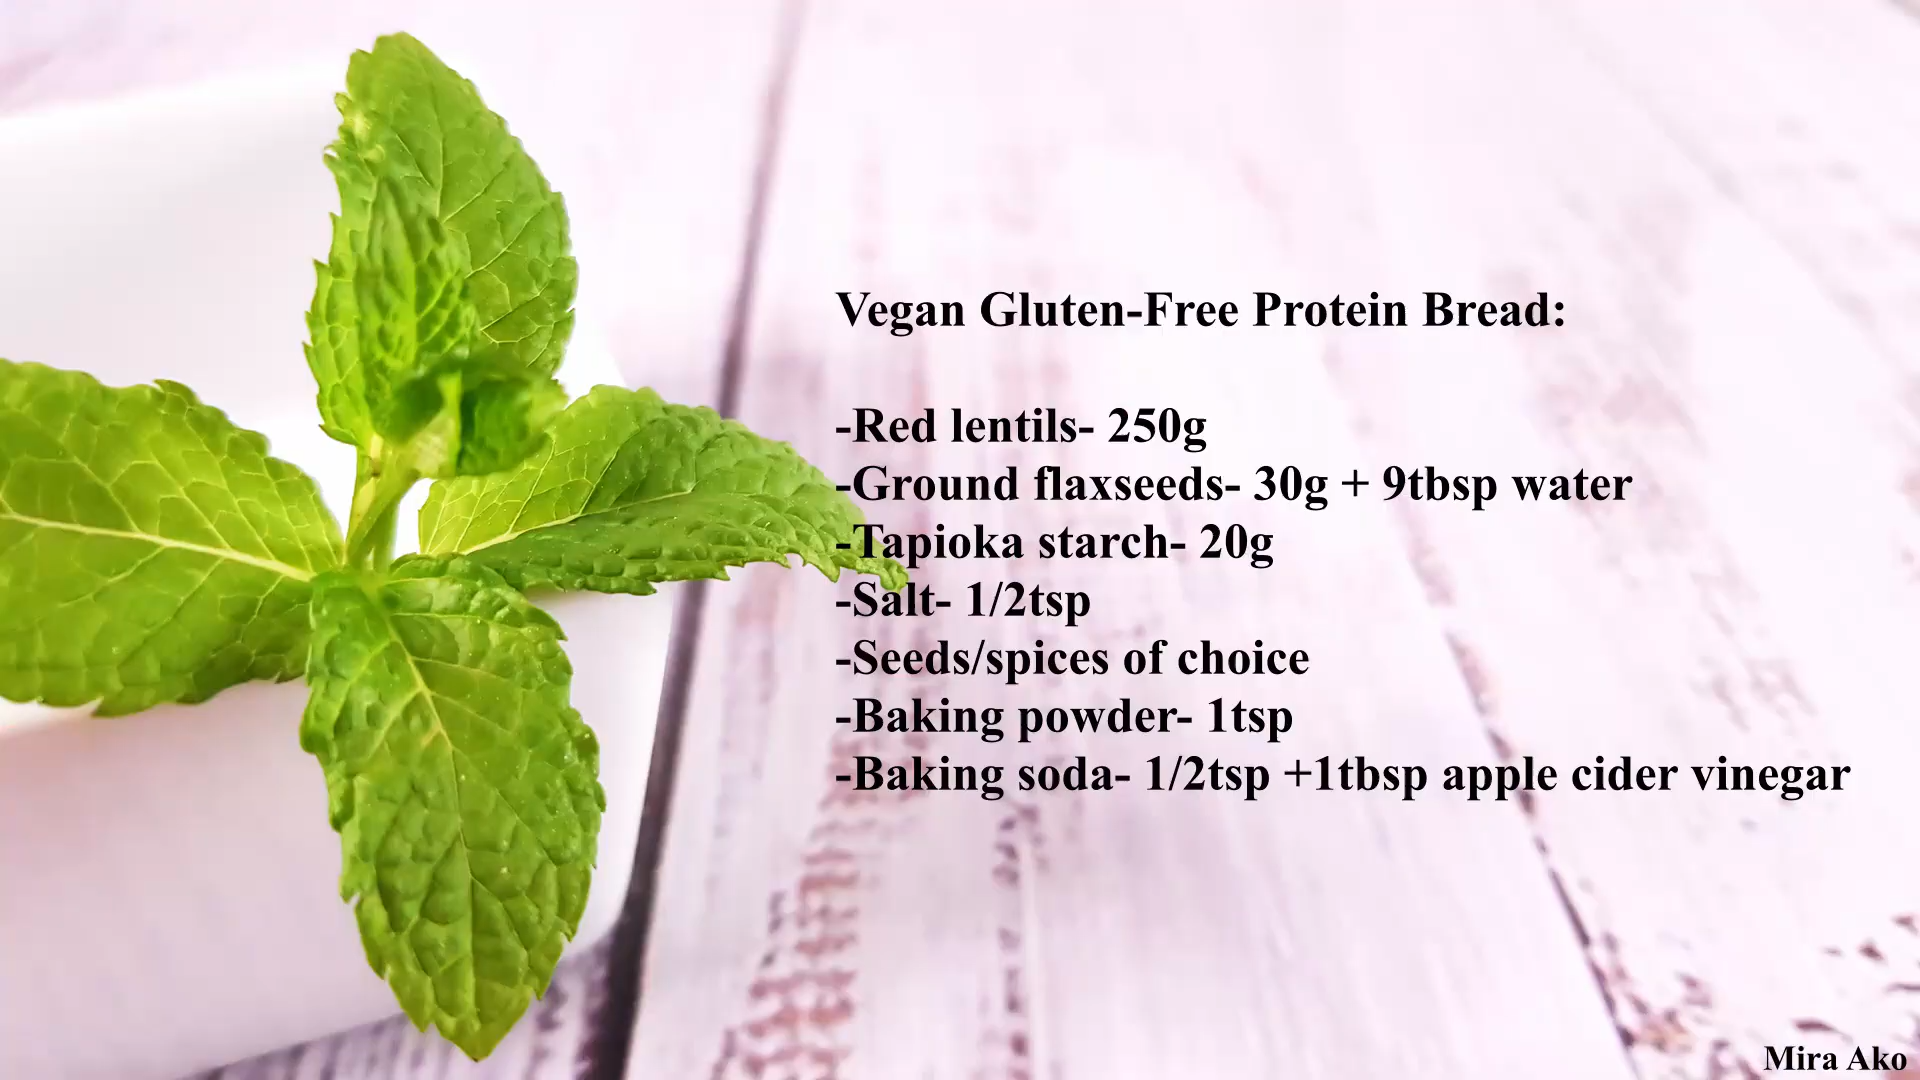 Vegan Gluten-Free Protein Bread:
-Red lentils- 250g
-Ground flaxseeds- 30g + 9tbsp water
-Tapioka starch- 20g
-Salt- 1/2tsp
-Seeds/spices of choice
-Baking powder- 1tsp
-Baking soda- 1/2tsp +1tbsp apple cider vinegar
Mira Ako